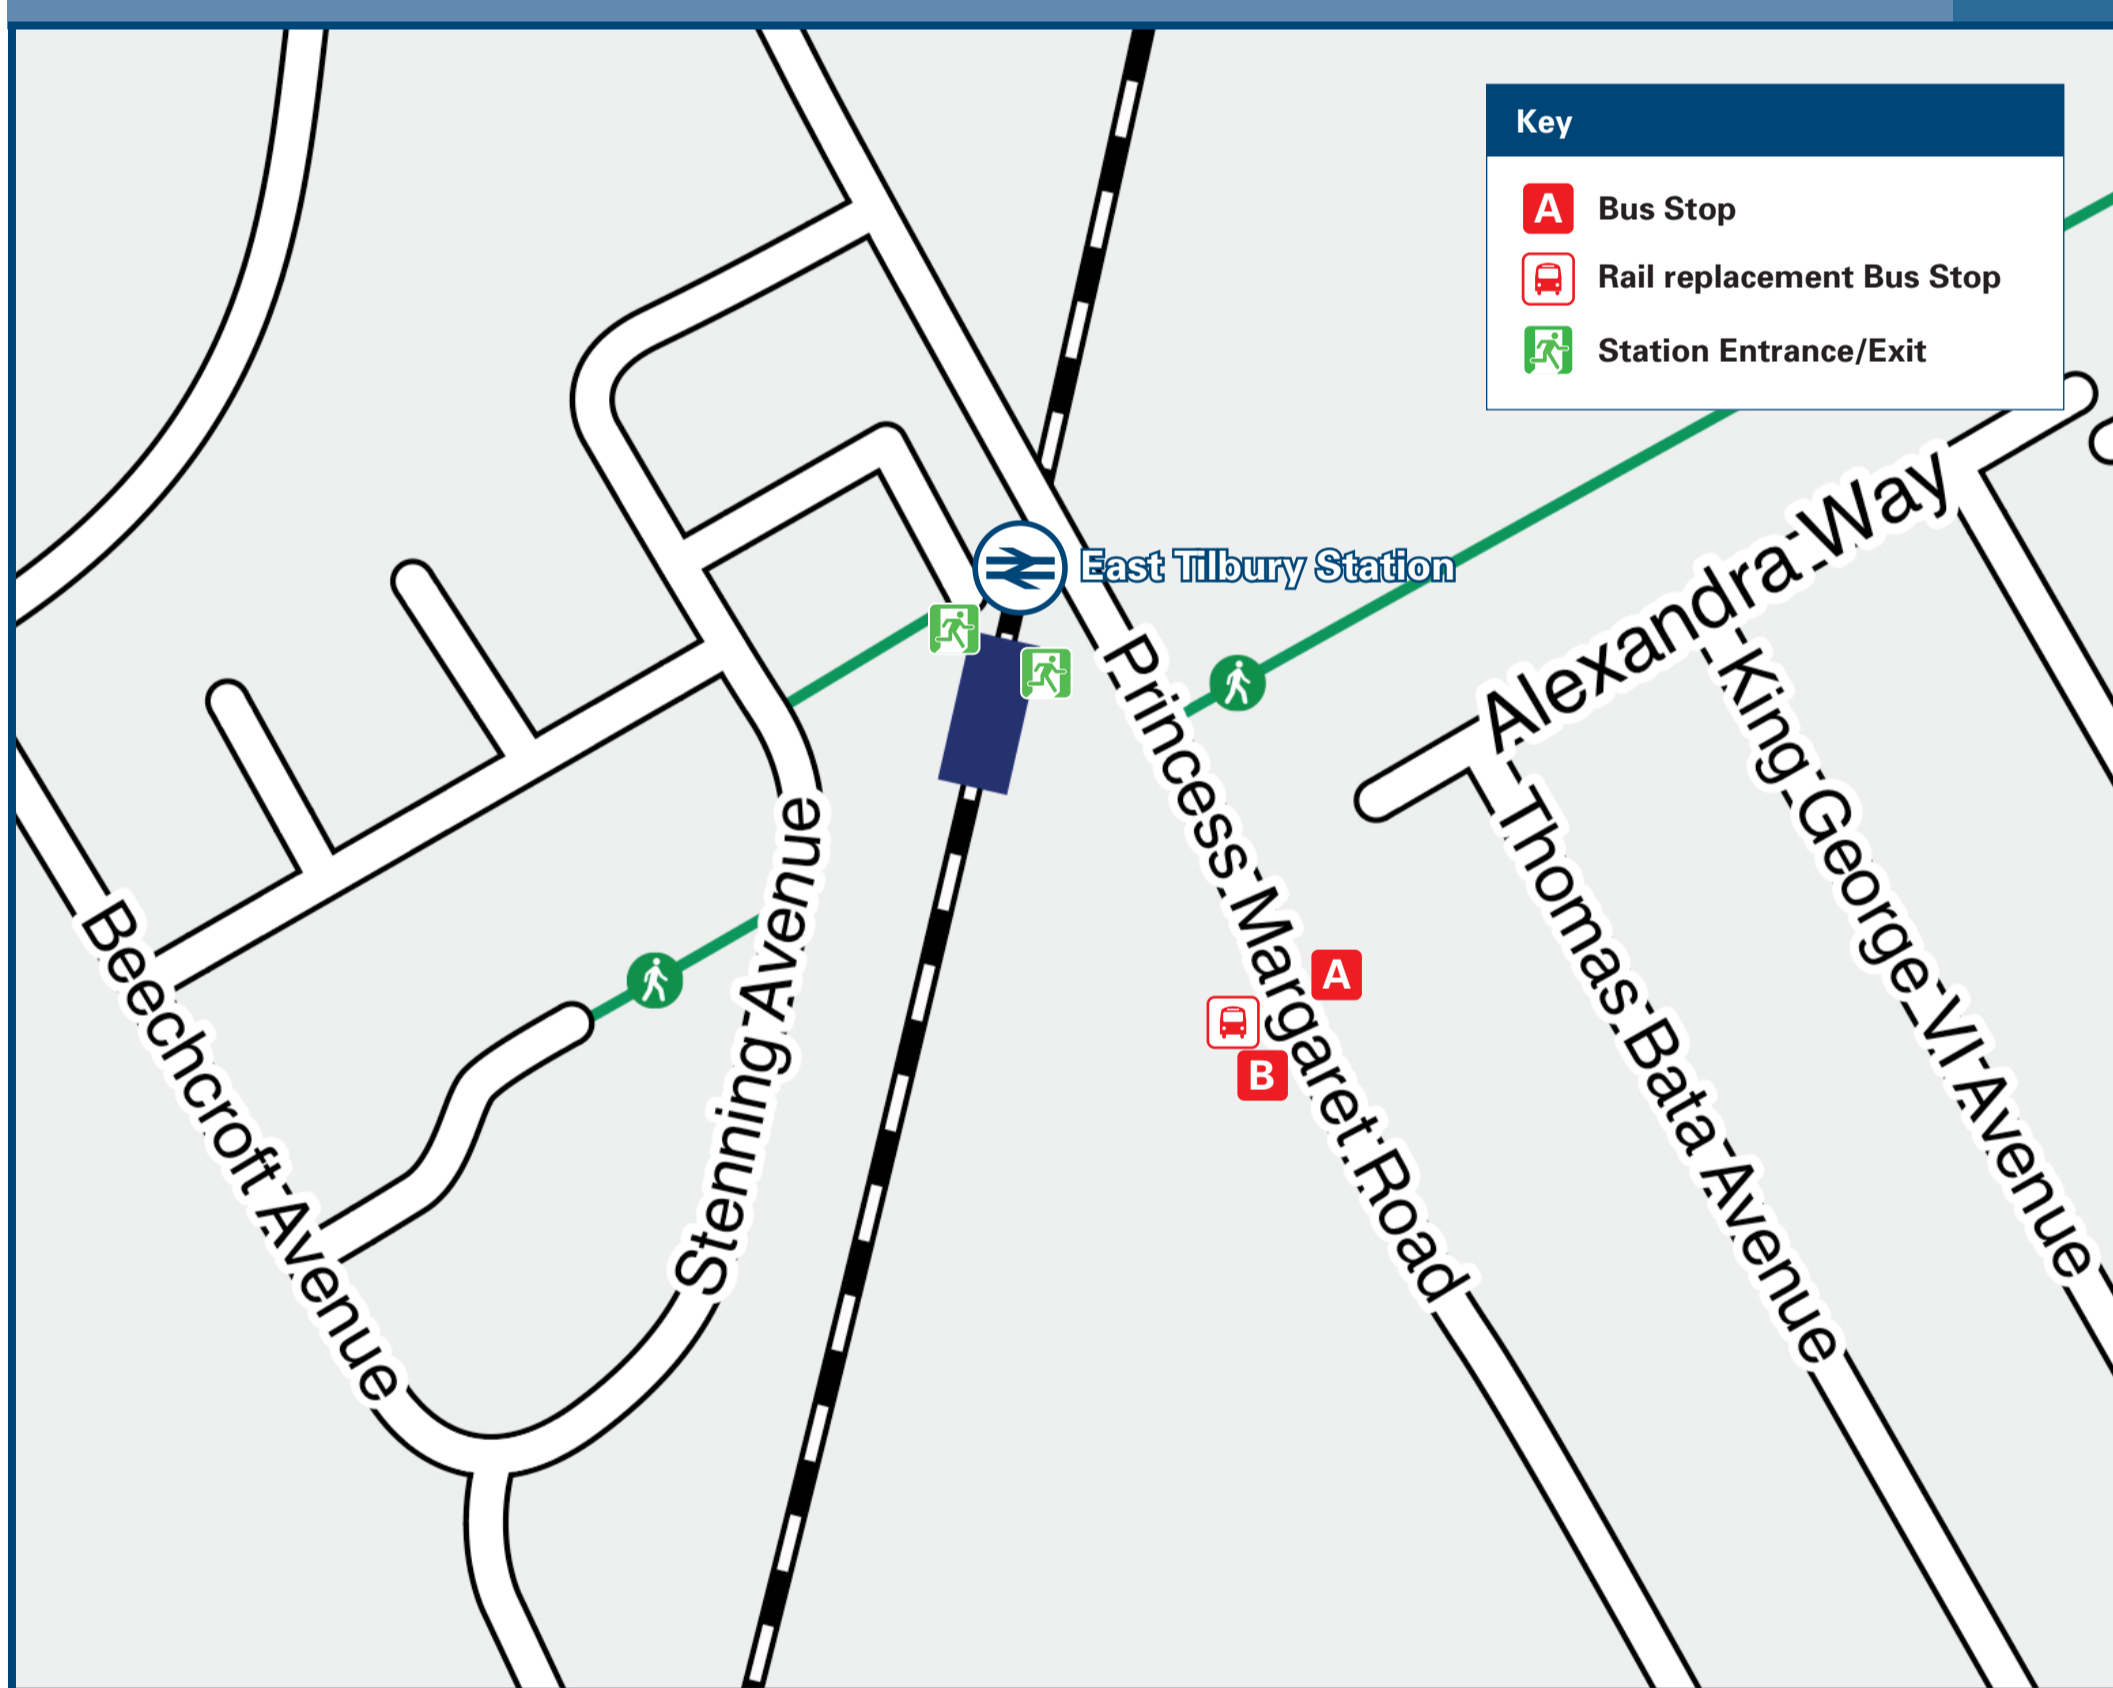 Key
A Bus Stop
Rail replacement Bus Stop
Station Entrance/Exit
East Tilbury Station
Alexandra Way
Princess Margaret Road
King George VI Avenue
Thomas Bata Avenue
Stenning Avenue
Beechcroft Avenue
A
B